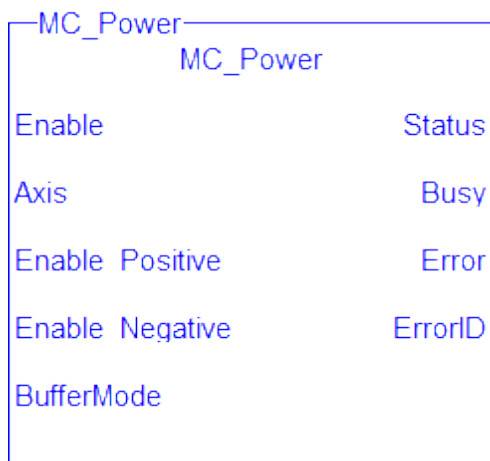 MC_Power
MC_Power
Enable Status
Axis Busy
Enable Positive Error
Enable Negative ErrorID
BufferMode